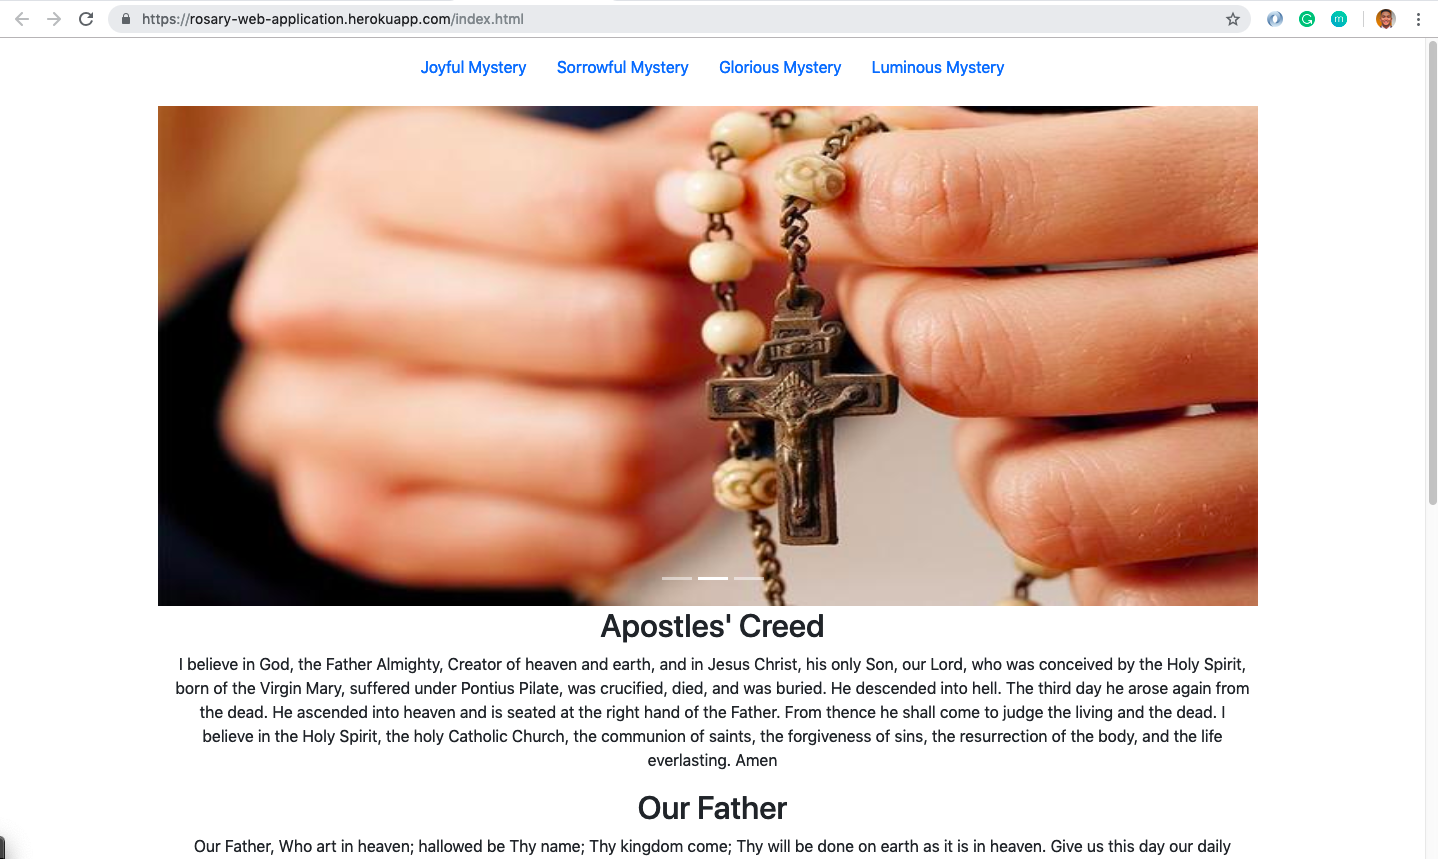 https://rosary-web-application.herokuapp.com/index.html
Joyful Mystery Sorrowful Mystery Glorious Mystery Luminous Mystery
Apostles' Creed
I believe in God, the Father Almighty, Creator of heaven and earth, and in Jesus Christ, his only Son, our Lord, who was conceived by the Holy Spirit,
born of the Virgin Mary, suffered under Pontius Pilate, was crucified, died, and was buried. He descended into hell. The third day he arose again from
the dead. He ascended into heaven and is seated at the right hand of the Father. From thence he shall come to judge the living and the dead. I
believe in the Holy Spirit, the holy Catholic Church, the communion of saints, the forgiveness of sins, the resurrection of the body, and the life
everlasting. Amen
Our Father
Our Father, Who art in heaven; hallowed be Thy name; Thy kingdom come; Thy will be done on earth as it is in heaven. Give us this day our daily